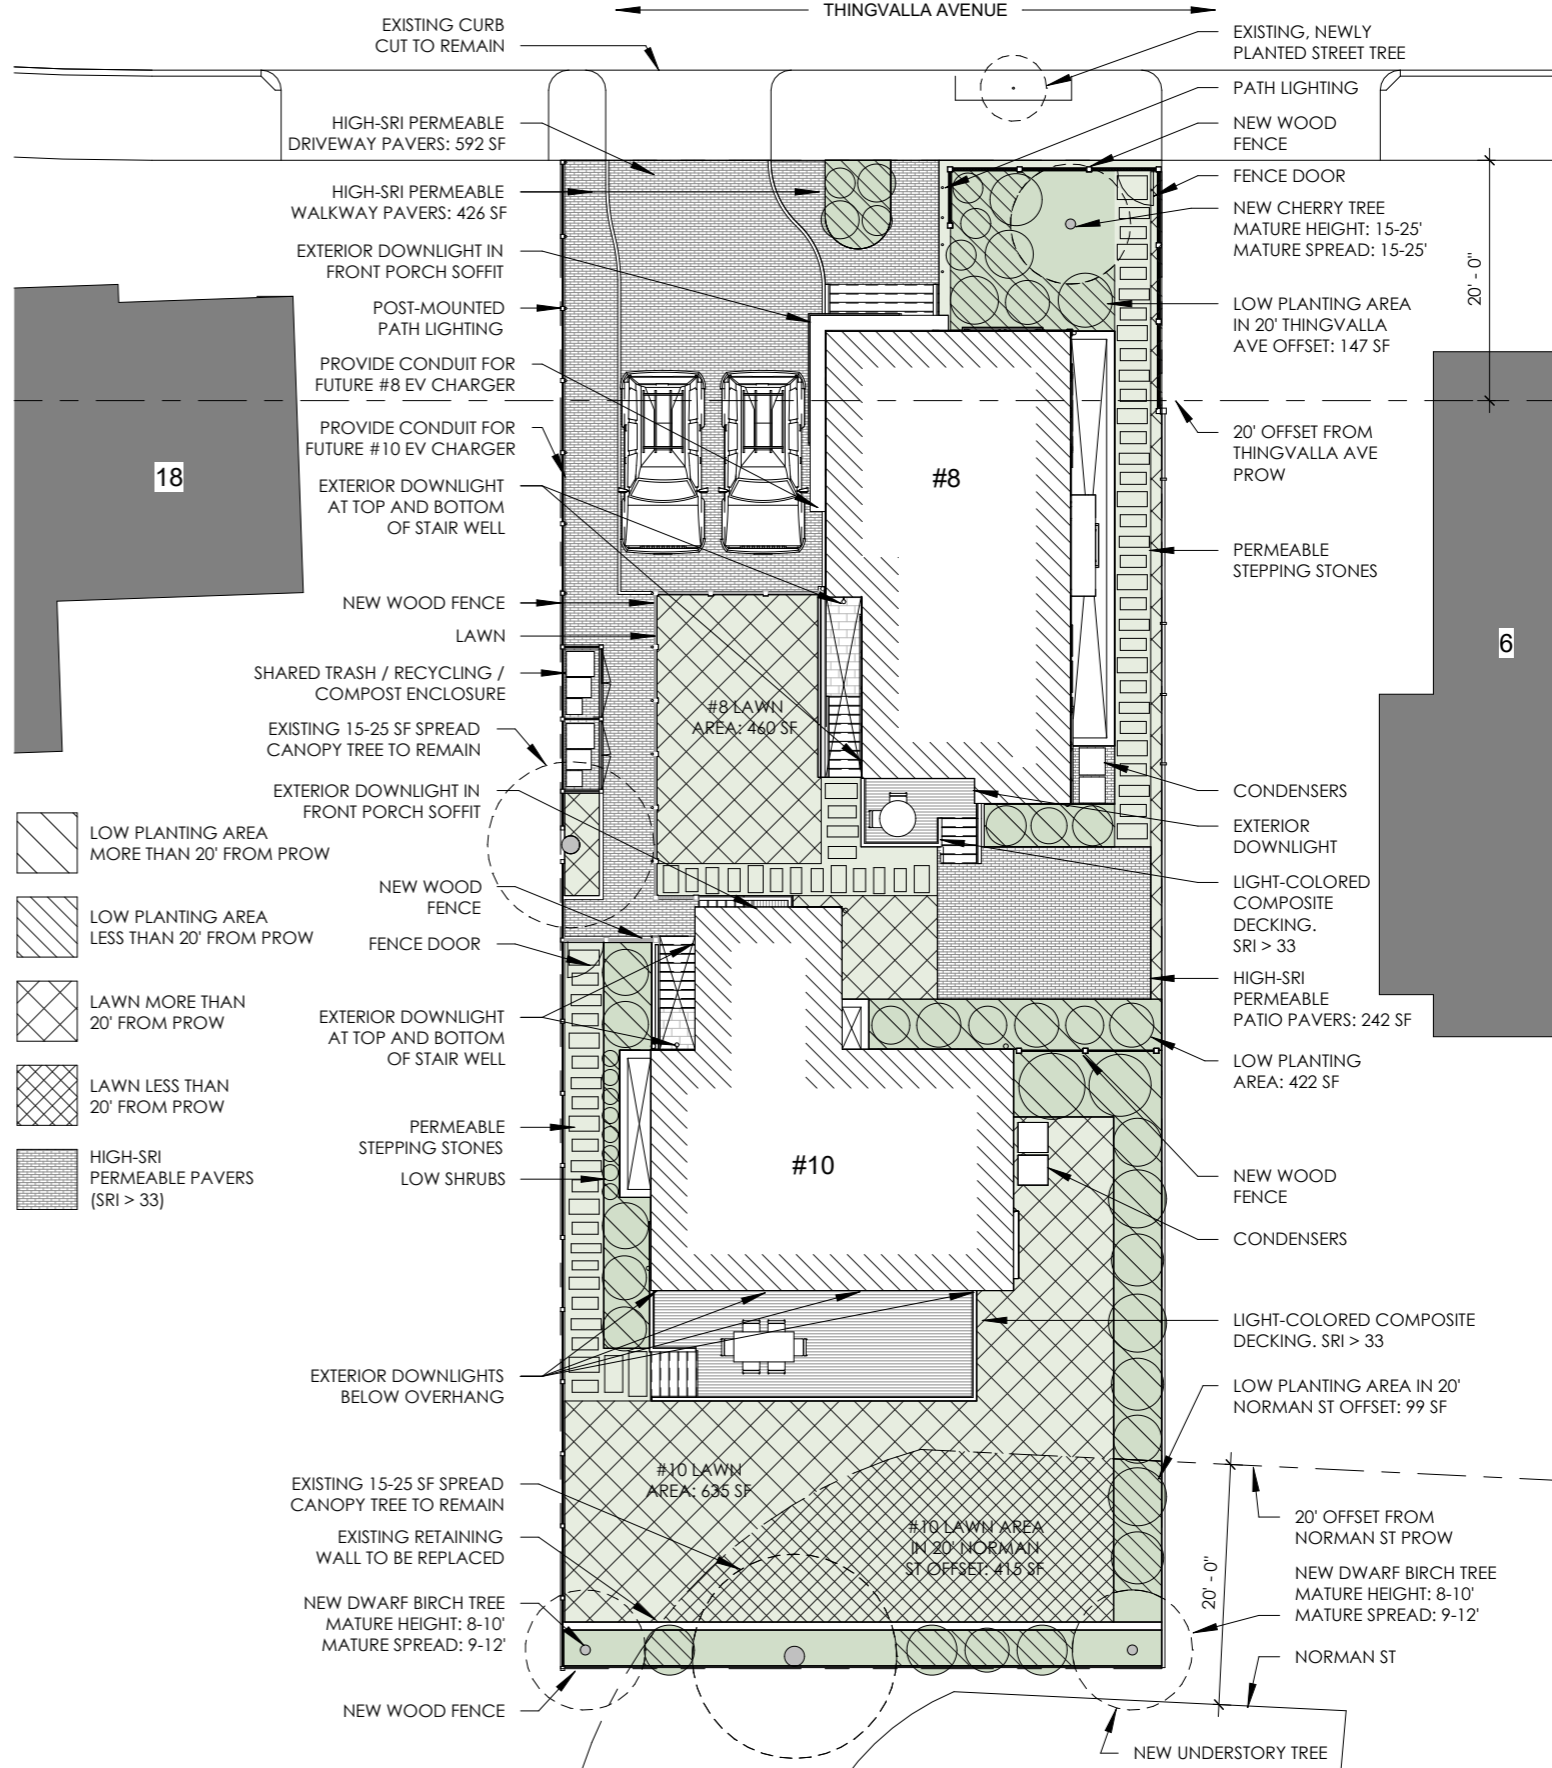 THINGVALLA AVENUE
EXISTING CURB
CUT TO REMAIN
HIGH-SRI PERMEABLE
DRIVEWAY PAVERS: 592 SF
HIGH-SRI PERMEABLE
WALKWAY PAVERS: 426 SF
EXTERIOR DOWNLIGHT IN
FRONT PORCH SOFFIT
POST-MOUNTED
PATH LIGHTING
PROVIDE CONDUIT FOR
FUTURE #8 EV CHARGER
PROVIDE CONDUIT FOR
FUTURE #10 EV CHARGER
EXTERIOR DOWNLIGHT
AT TOP AND BOTTOM
OF STAIR WELL
NEW WOOD FENCE
LAWN
SHARED TRASH / RECYCLING /
COMPOST ENCLOSURE
EXISTING 15-25 SF SPREAD
CANOPY TREE TO REMAIN
EXTERIOR DOWNLIGHT IN
FRONT PORCH SOFFIT
NEW WOOD
FENCE
FENCE DOOR
EXTERIOR DOWNLIGHT
AT TOP AND BOTTOM
OF STAIR WELL
PERMEABLE
STEPPING STONES
LOW SHRUBS
EXTERIOR DOWNLIGHTS
BELOW OVERHANG
EXISTING 15-25 SF SPREAD
CANOPY TREE TO REMAIN
EXISTING RETAINING
WALL TO BE REPLACED
NEW DWARF BIRCH TREE
MATURE HEIGHT: 8-10'
MATURE SPREAD: 9-12'
NEW WOOD FENCE
18
LOW PLANTING AREA
MORE THAN 20' FROM PROW
LOW PLANTING AREA
LESS THAN 20' FROM PROW
LAWN MORE THAN
20' FROM PROW
LAWN LESS THAN
20' FROM PROW
HIGH-SRI
PERMEABLE PAVERS
(SRI > 33)
#8
#8 LAWN
AREA: 460 SF
#10
#10 LAWN
AREA: 635 SF
#10 LAWN AREA
IN 20' NORMAN
ST OFFSET: 415 SF
EXISTING, NEWLY
PLANTED STREET TREE
PATH LIGHTING
NEW WOOD
FENCE
FENCE DOOR
NEW CHERRY TREE
MATURE HEIGHT: 15-25'
MATURE SPREAD: 15-25'
20' - 0"
LOW PLANTING AREA
IN 20' THINGVALLA
AVE OFFSET: 147 SF
20' OFFSET FROM
THINGVALLA AVE
PROW
PERMEABLE
STEPPING STONES
6
CONDENSERS
EXTERIOR
DOWNLIGHT
LIGHT-COLORED
COMPOSITE
DECKING.
SRI > 33
HIGH-SRI
PERMEABLE
PATIO PAVERS: 242 SF
LOW PLANTING
AREA: 422 SF
NEW WOOD
FENCE
CONDENSERS
LIGHT-COLORED COMPOSITE
DECKING. SRI > 33
LOW PLANTING AREA IN 20'
NORMAN ST OFFSET: 99 SF
20' OFFSET FROM
NORMAN ST PROW
20' - 0"
NEW DWARF BIRCH TREE
MATURE HEIGHT: 8-10'
MATURE SPREAD: 9-12'
NORMAN ST
NEW UNDERSTORY TREE